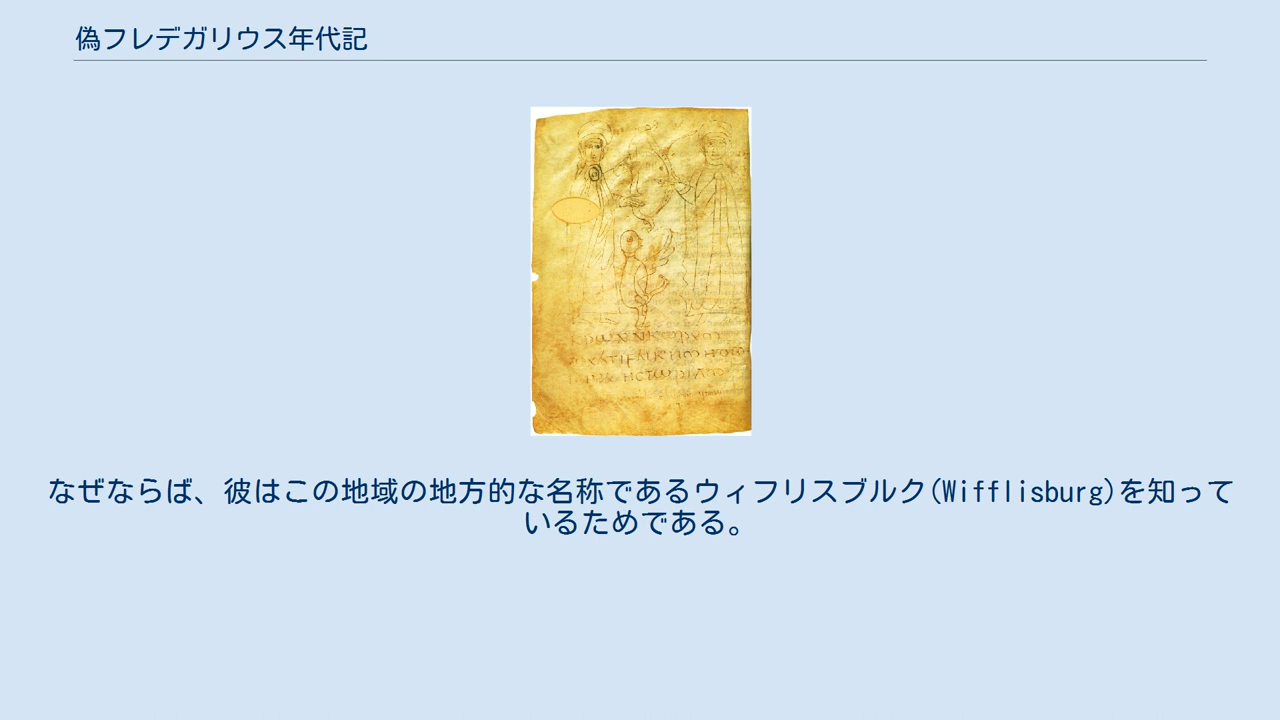 偽フレデガリウス年代記
なぜならば、彼はこの地域の地方的な名称であるウィフリスブルク(Wifflisburg)を知って
いるためである。